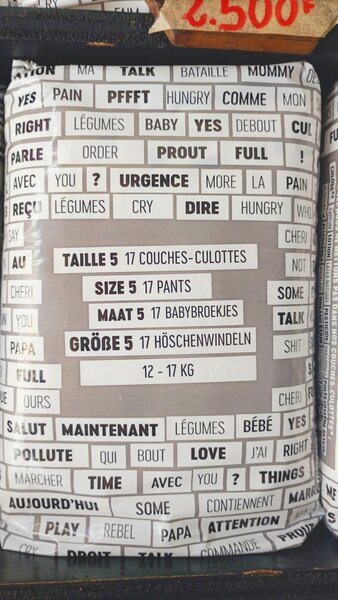 2.500F
MA TALK BATAILLE MOMMY
YES PAIN PFFFT HUNGRY COMME MON
RIGHT LÉGUMES BABY YES DEBOUT
PARLE ORDER PROUT FULL !
AVEC YOU ? URGENCE MORE LA PAIN
REÇU LÉGUMES CRY DIRE HUNGRY
SAY CHERI
AU TAILLE 5 17 COUCHES-CULOTTES NOT
CHERI SIZE 5 17 PANTS SOME
YOU MAAT 5 17 BABYBROEKJES TALK
PAPA GRÖßE 5 17 HÖSCHENWINDELN SHIT
FULL 12 - 17 KG
OURS CHERI
SALUT MAINTENANT LÉGUMES BÉBÉ YES
POLLUTE QUI BOUT LOVE J'AI RIGHT
MARCHER TIME AVEC YOU ? THINGS
AUJOURD'HUI SOME CONTIENNENT
PLAY REBEL PAPA ATTENTION
CRY DROIT TALK COMMANDE